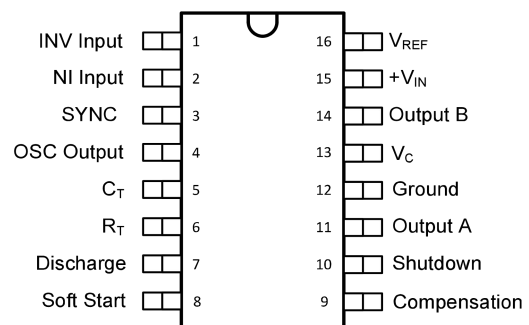 INV Input 1 16 VREF
NI Input 2 15 +VIN
SYNC 3 14 Output B
OSC Output 4 13 VC
CT 5 12 Ground
RT 6 11 Output A
Discharge 7 10 Shutdown
Soft Start 8 9 Compensation